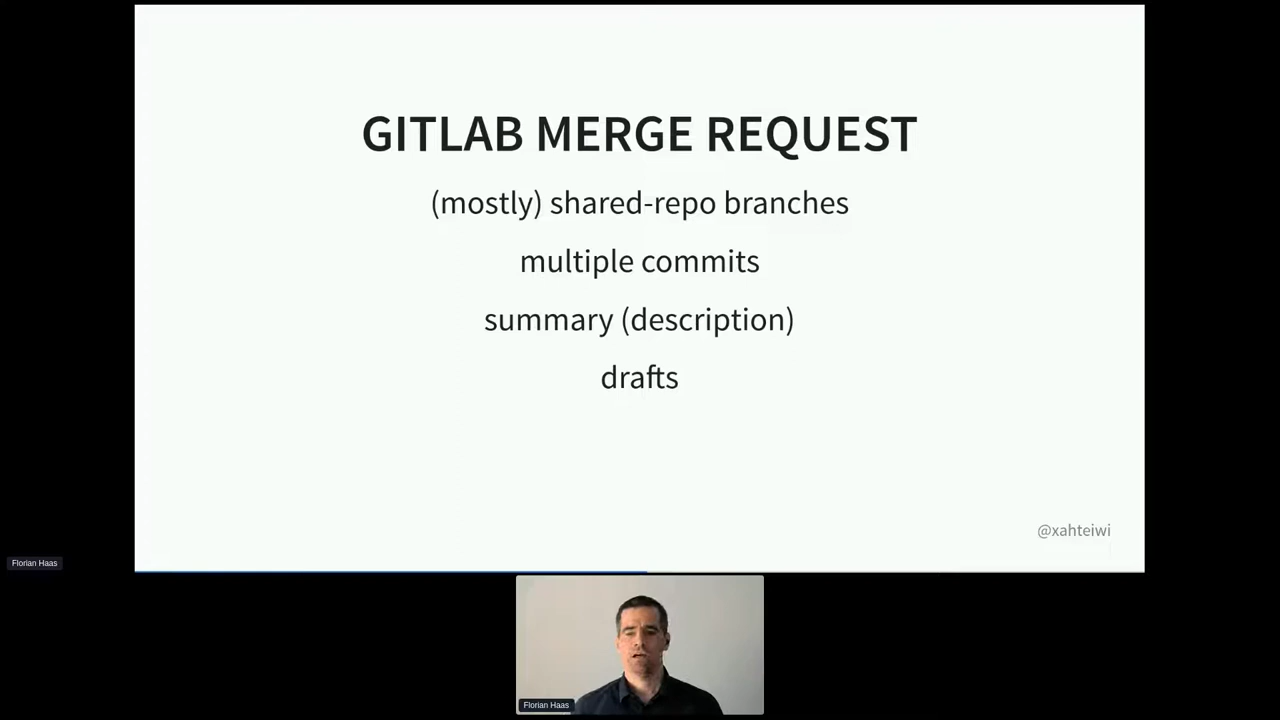 GITLAB MERGE REQUEST
(mostly) shared-repo branches
multiple commits
summary (description)
drafts
@xahteiwi
Florian Haas
Florian Haas